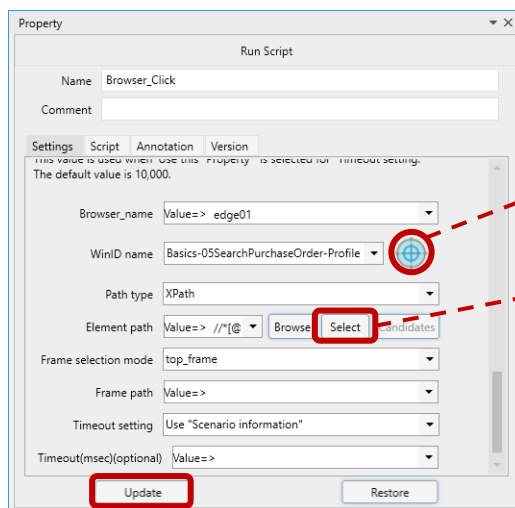 Property
Run Script
Name Browser_Click
Comment
Settings Script Annotation Version
This value is used when "Use this "Property"" is selected for "Timeout setting.
The default value is 10,000.
Browser_name Value=> edge01
WinID name Basics-05SearchPurchaseOrder-Profile
Path type XPath
Element path Value=> //*[@ Browse Select Candidates
Frame selection mode top_frame
Frame path Value=>
Timeout setting Use "Scenario information"
Timeout(msec)(optional) Value=>
Update Restore